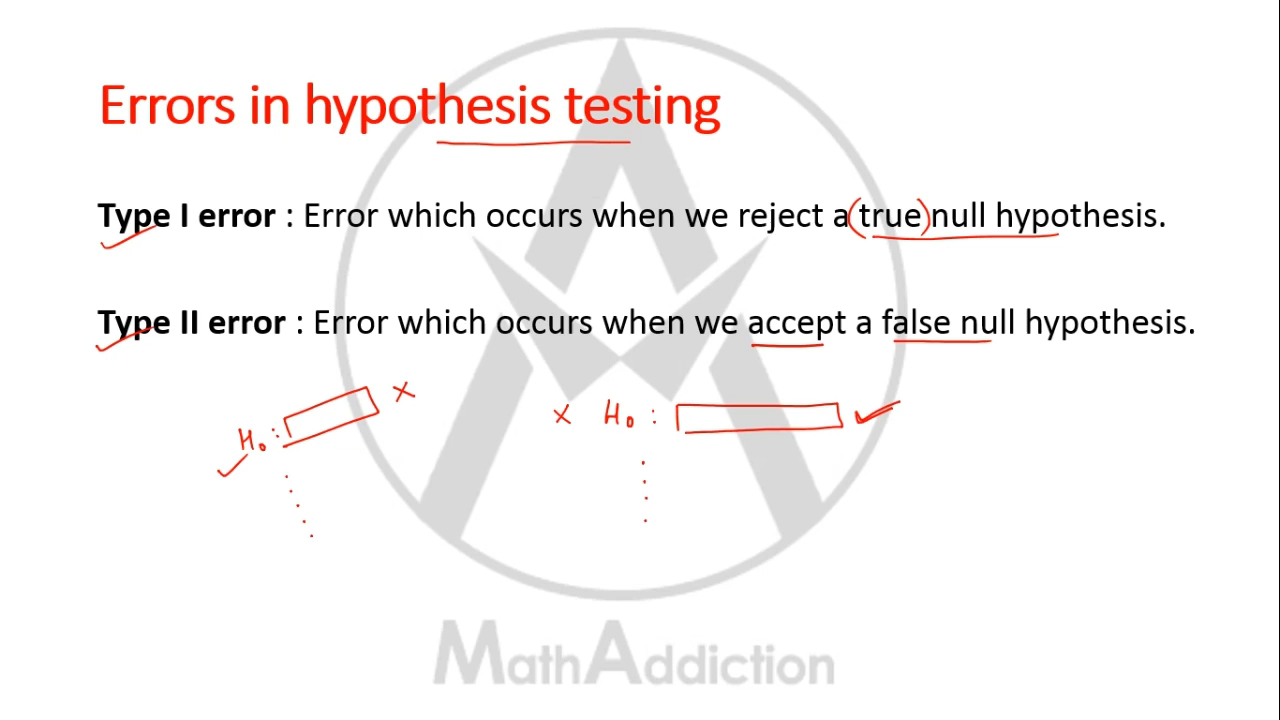 Errors in hypothesis testing
Type I error : Error which occurs when we reject a (true) null hypothesis.
Type II error : Error which occurs when we accept a false null hypothesis.
H₀ : ×
× H₀ : ✓
✓
MathAddiction